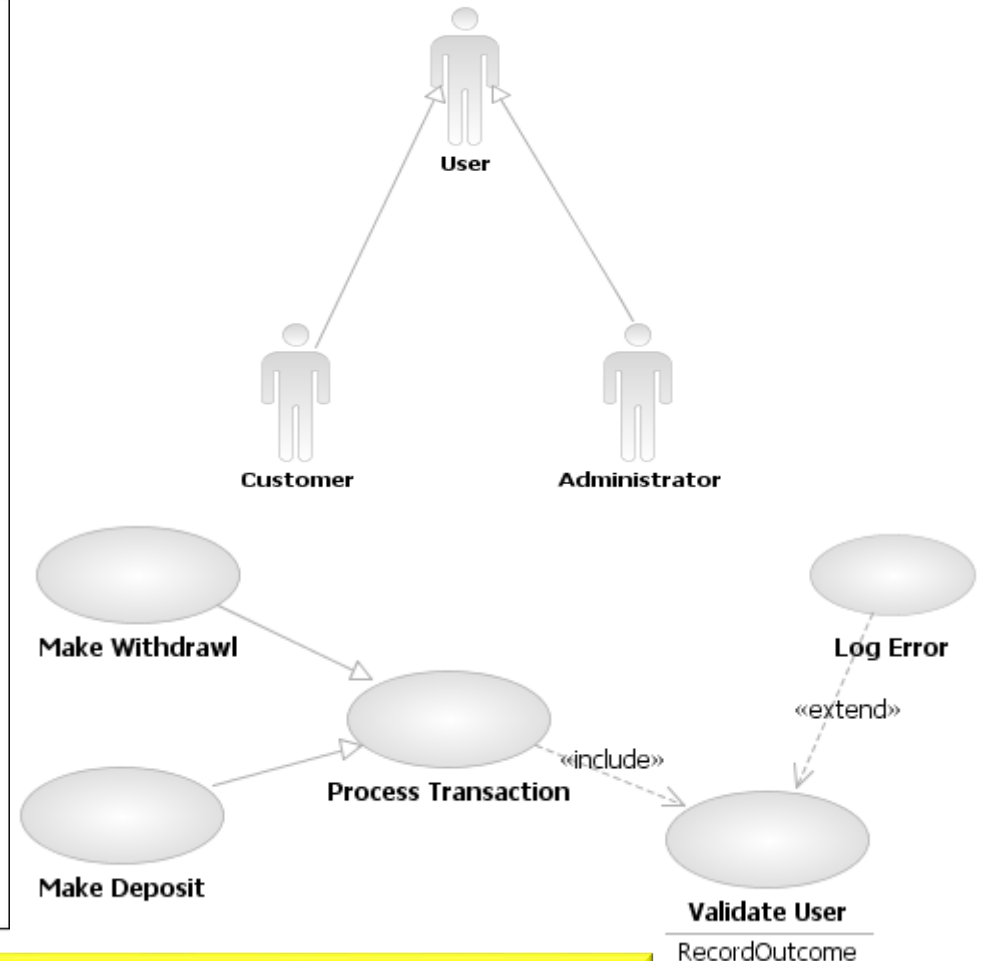 User
Customer
Administrator
Make Withdrawl
Log Error
«extend»
«include»
Process Transaction
Make Deposit
Validate User
RecordOutcome